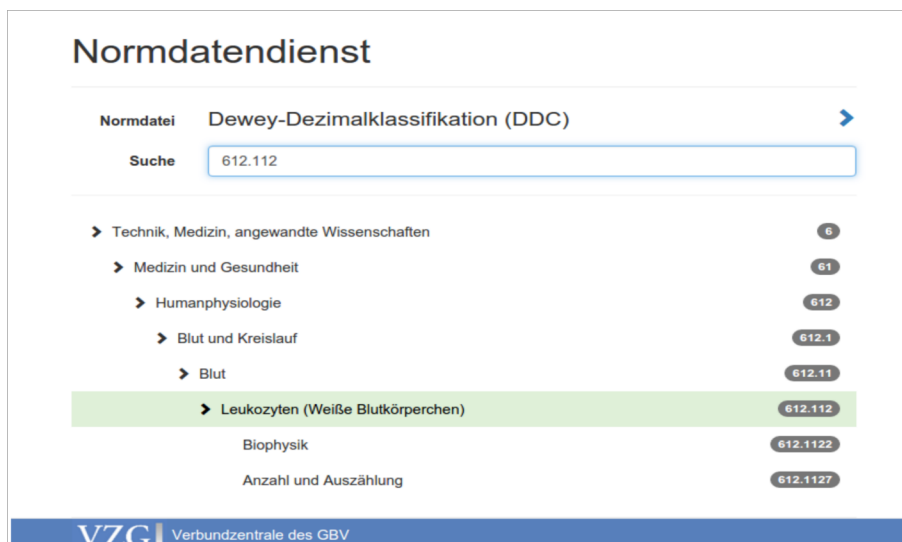 Normdatendienst
Normdatei Dewey-Dezimalklassifikation (DDC)
Suche 612.112
Technik, Medizin, angewandte Wissenschaften 6
Medizin und Gesundheit 61
Humanphysiologie 612
Blut und Kreislauf 612.1
Blut 612.11
Leukozyten (Weiße Blutkörperchen) 612.112
Biophysik 612.1122
Anzahl und Auszählung 612.1127
VZG Verbundzentrale des GBV